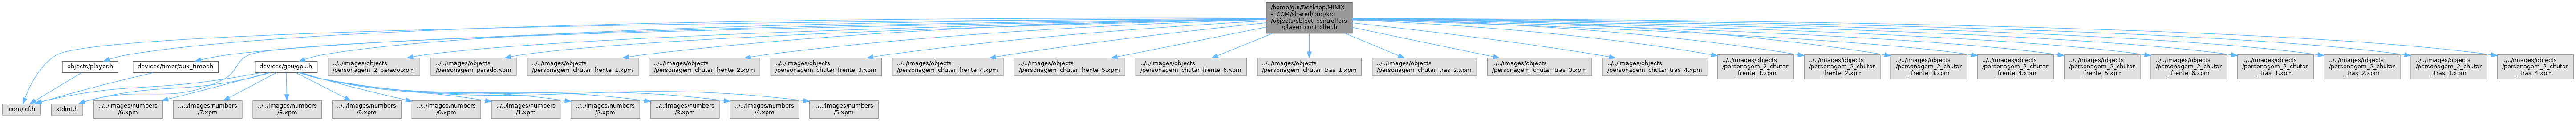 /home/gui/Desktop/MINIX
-LCOM/shared/proj/src
/objects/object_controllers
/player_controller.h
objects/player.h
devices/timer/aux_timer.h
devices/gpu/gpu.h
../../images/objects
/personagem_2_parado.xpm
../../images/objects
/personagem_parado.xpm
../../images/objects
/personagem_chutar_frente_1.xpm
../../images/objects
/personagem_chutar_frente_2.xpm
../../images/objects
/personagem_chutar_frente_3.xpm
../../images/objects
/personagem_chutar_frente_4.xpm
../../images/objects
/personagem_chutar_frente_5.xpm
../../images/objects
/personagem_chutar_frente_6.xpm
../../images/objects
/personagem_chutar_tras_1.xpm
../../images/objects
/personagem_chutar_tras_2.xpm
../../images/objects
/personagem_chutar_tras_3.xpm
../../images/objects
/personagem_chutar_tras_4.xpm
../../images/objects
/personagem_2_chutar
_frente_1.xpm
../../images/objects
/personagem_2_chutar
_frente_2.xpm
../../images/objects
/personagem_2_chutar
_frente_3.xpm
../../images/objects
/personagem_2_chutar
_frente_4.xpm
../../images/objects
/personagem_2_chutar
_frente_5.xpm
../../images/objects
/personagem_2_chutar
_frente_6.xpm
../../images/objects
/personagem_2_chutar
_tras_1.xpm
../../images/objects
/personagem_2_chutar
_tras_2.xpm
../../images/objects
/personagem_2_chutar
_tras_3.xpm
../../images/objects
/personagem_2_chutar
_tras_4.xpm
lcom/lcf.h
stdint.h
../../images/numbers
/6.xpm
../../images/numbers
/7.xpm
../../images/numbers
/8.xpm
../../images/numbers
/9.xpm
../../images/numbers
/0.xpm
../../images/numbers
/1.xpm
../../images/numbers
/2.xpm
../../images/numbers
/3.xpm
../../images/numbers
/4.xpm
../../images/numbers
/5.xpm